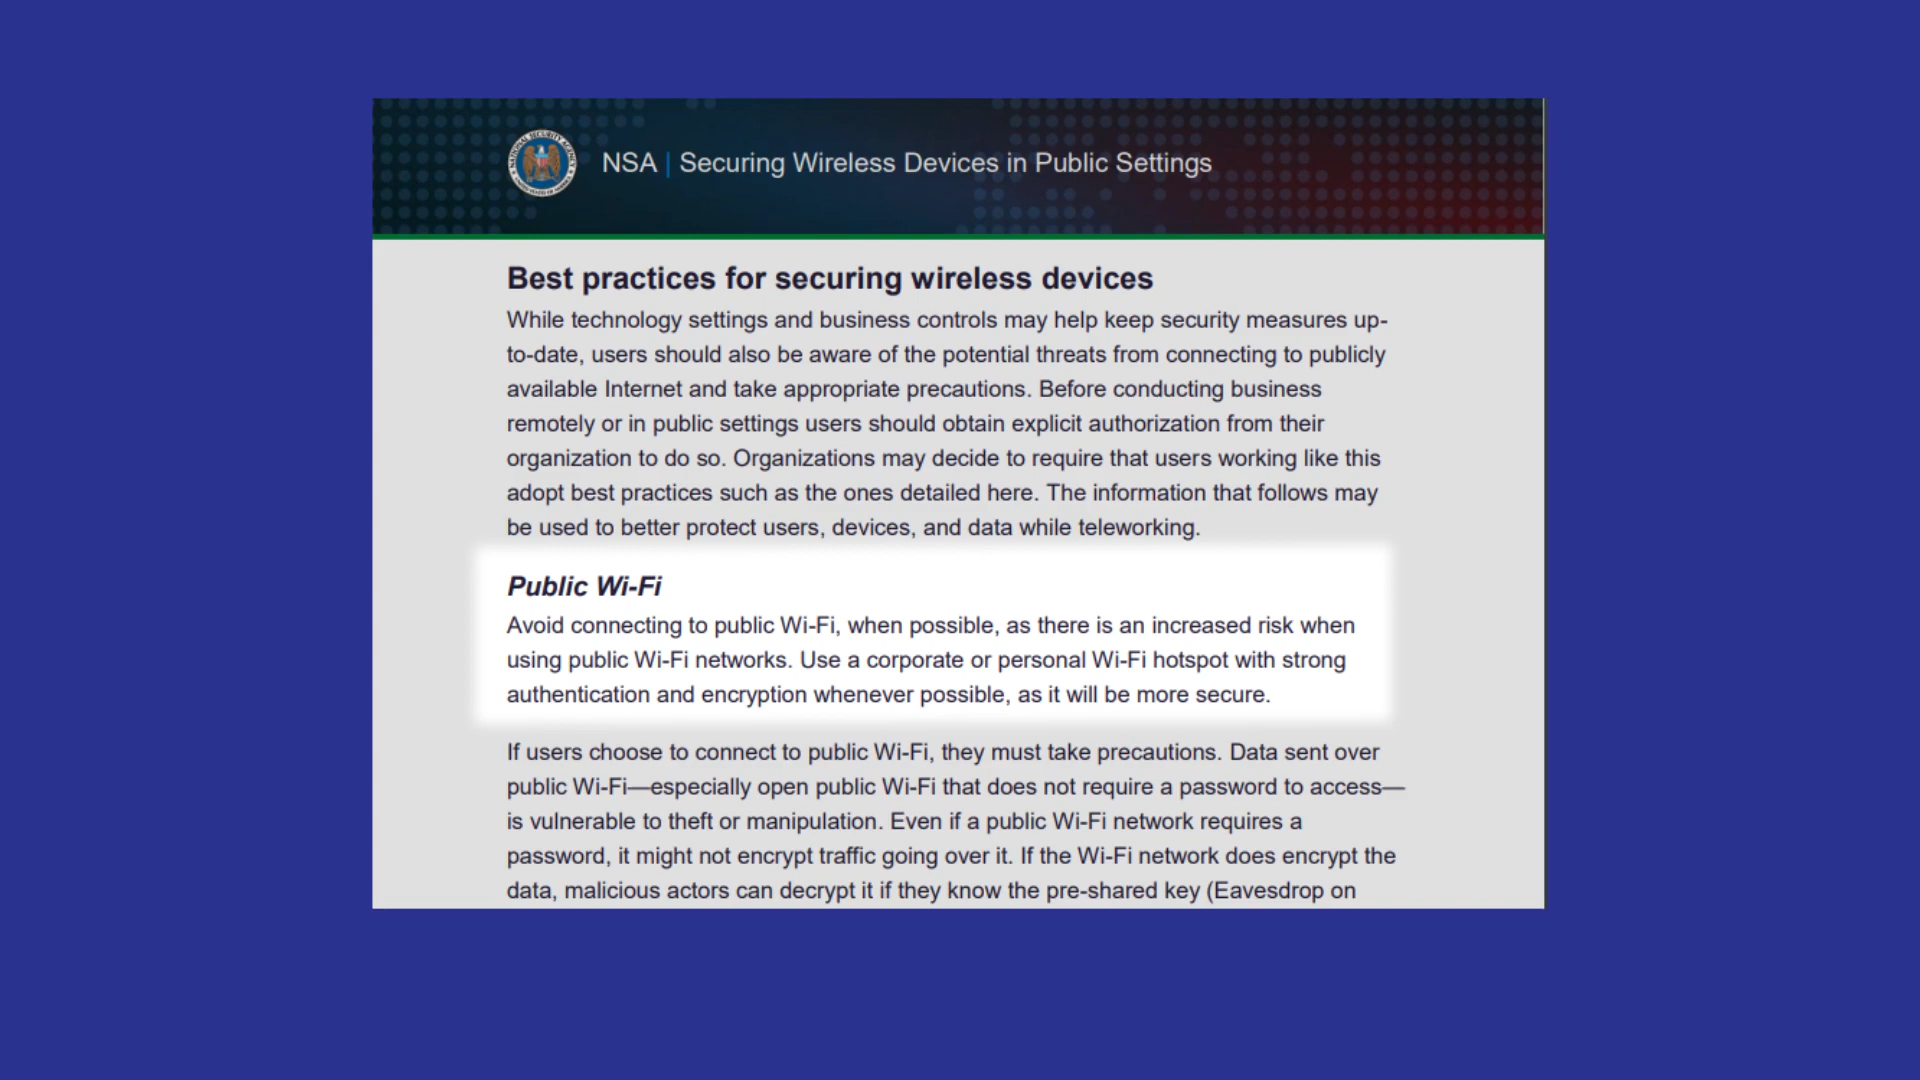 NSA | Securing Wireless Devices in Public Settings
Best practices for securing wireless devices
While technology settings and business controls may help keep security measures up-
to-date, users should also be aware of the potential threats from connecting to publicly
available Internet and take appropriate precautions. Before conducting business
remotely or in public settings users should obtain explicit authorization from their
organization to do so. Organizations may decide to require that users working like this
adopt best practices such as the ones detailed here. The information that follows may
be used to better protect users, devices, and data while teleworking.
Public Wi-Fi
Avoid connecting to public Wi-Fi, when possible, as there is an increased risk when
using public Wi-Fi networks. Use a corporate or personal Wi-Fi hotspot with strong
authentication and encryption whenever possible, as it will be more secure.
If users choose to connect to public Wi-Fi, they must take precautions. Data sent over
public Wi-Fi—especially open public Wi-Fi that does not require a password to access—
is vulnerable to theft or manipulation. Even if a public Wi-Fi network requires a
password, it might not encrypt traffic going over it. If the Wi-Fi network does encrypt the
data, malicious actors can decrypt it if they know the pre-shared key (Eavesdrop on